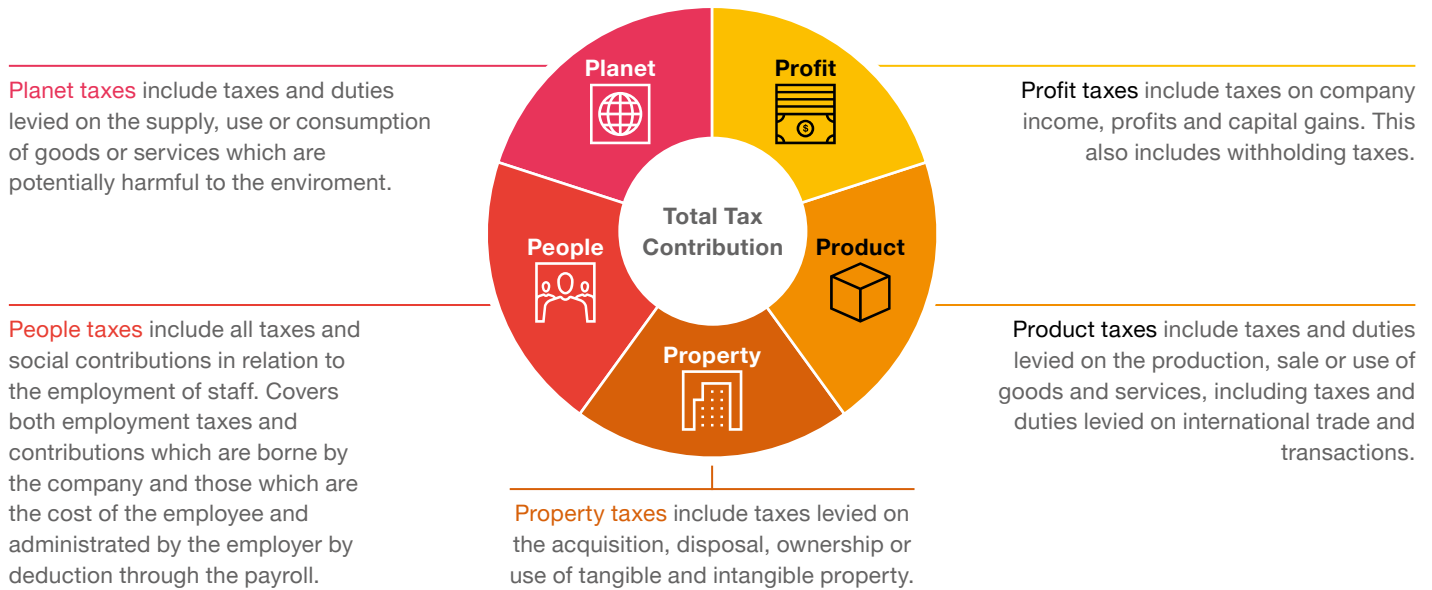 Planet
Profit
Planet taxes include taxes and duties
levied on the supply, use or consumption
of goods or services which are
potentially harmful to the enviroment.
Profit taxes include taxes on company
income, profits and capital gains. This
also includes withholding taxes.
Total Tax
Contribution
People
Product
$
People taxes include all taxes and
social contributions in relation to
the employment of staff. Covers
both employment taxes and
contributions which are borne by
the company and those which are
the cost of the employee and
administrated by the employer by
deduction through the payroll.
Product taxes include taxes and duties
levied on the production, sale or use of
goods and services, including taxes and
duties levied on international trade and
transactions.
Property
Property taxes include taxes levied on
the acquisition, disposal, ownership or
use of tangible and intangible property.